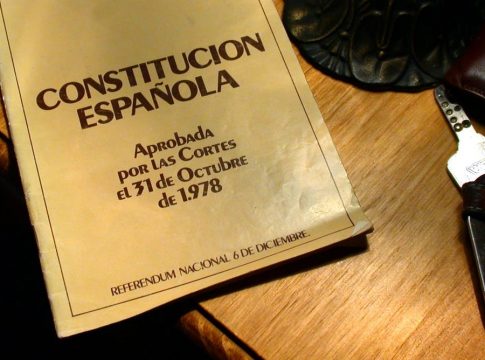 CONSTITUCION
ESPAÑOLA
APROBADA
POR LAS CORTES
EL 31 DE OCTUBRE
DE 1.978
REFERENDUM NACIONAL 6 DE DICIEMBRE.